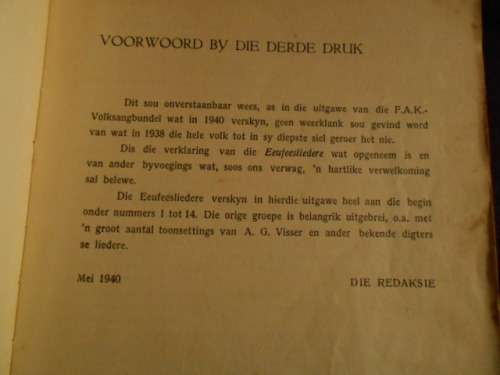 VOORWOORD BY DIE DERDE DRUK
Dit sou onverstaanbaar wees, as in die uitgawe van die F.A.K.-
Volksangbundel wat in 1940 verskyn, geen weerklank sou gevind word
van wat in 1938 die hele volk tot in sy diepste siel geroer het nie.
Dis die verklaring van die Eeufeesliedere wat opgeneem is en
van ander byvoegings wat, soos ons verwag, 'n hartlike verwelkoming
sal belewe.
Die Eeufeesliedere verskyn in hierdie uitgawe heel aan die begin
onder nummers 1 tot 14. Die orige groepe is belangrik uitgebrei, o.a. met
'n groot aantal toonsettings van A. G. Visser en ander bekende digters
se liedere.
Mei 1940 DIE REDAKSIE